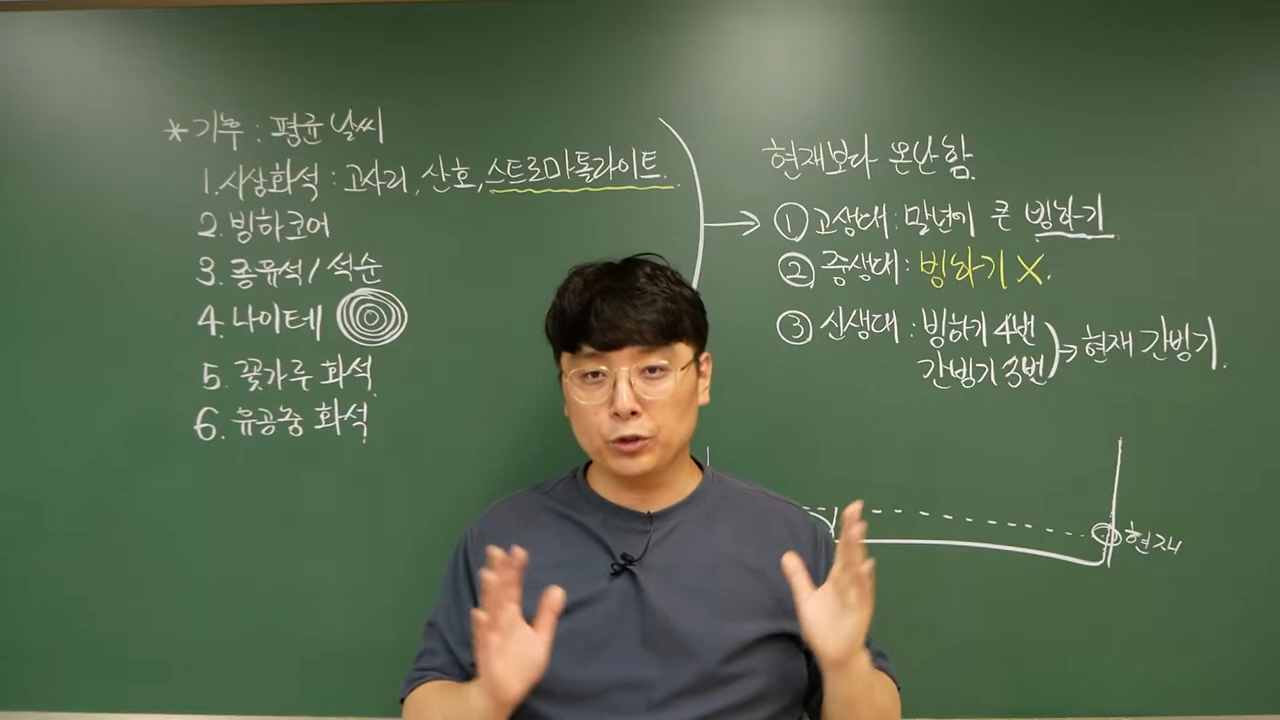 *기후 : 평균 날씨
1. 시상화석 : 고사리, 산호, 스트로마톨라이트.
2. 빙하코어
3. 종유석 / 석순
4. 나이테
5. 꽃가루 화석
6. 유공충 화석
현재보다 온난함
① 고생대 : 말년에 큰 빙하기
② 중생대 : 빙하기 X.
③ 신생대 : 빙하기 4번
간빙기 3번 → 현재 간빙기.
현재